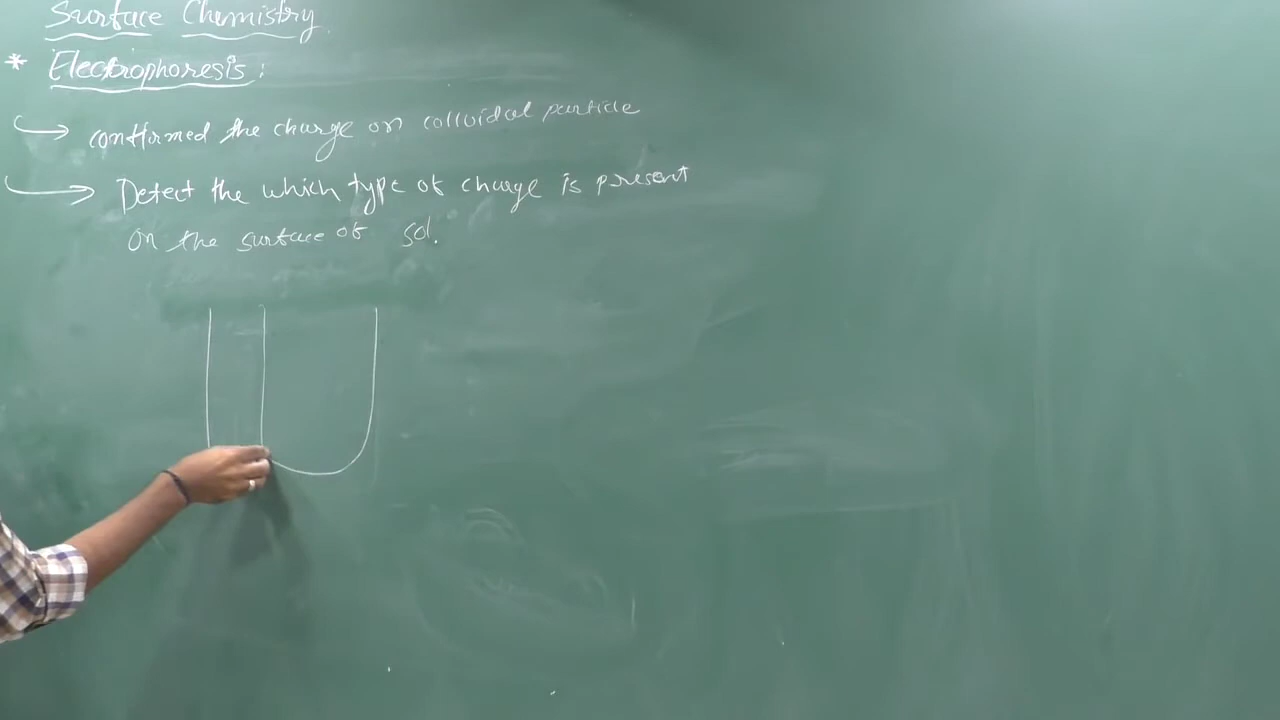 Surface Chemistry
* Electrophoresis :
confirmed the charge on colloidal particle
Detect the which type of charge is present
on the surface of sol.